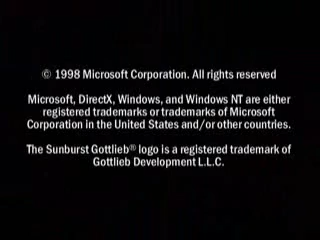 © 1998 Microsoft Corporation. All rights reserved
Microsoft, DirectX, Windows, and Windows NT are either
registered trademarks or trademarks of Microsoft
Corporation in the United States and/or other countries.
The Sunburst Gottlieb® logo is a registered trademark of
Gottlieb Development L.L.C.